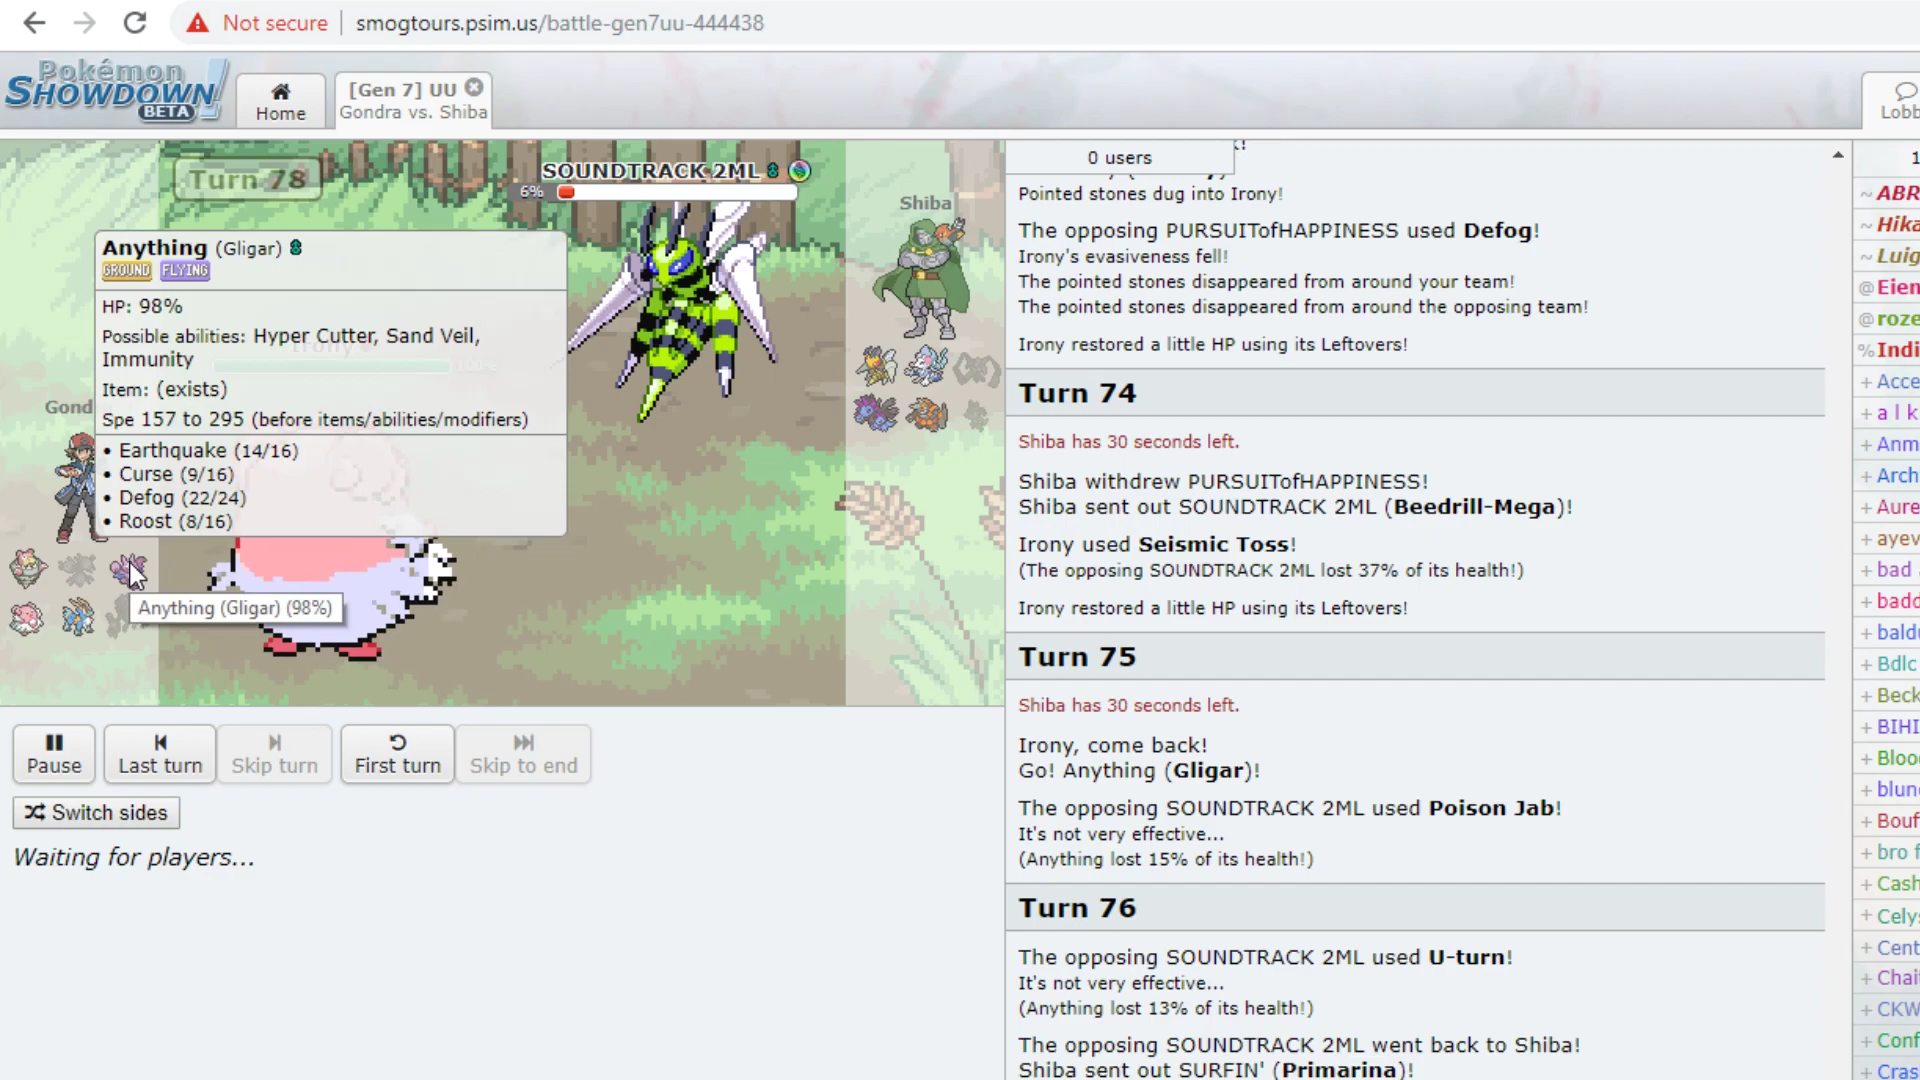 Not secure
smogtours.psim.us/battle-gen7uu-444438
Pokémon
SHOWDOWN!
BETA
Home
[Gen 7] UU
Gondra vs. Shiba
Turn 78
SOUNDTRACK 2ML
6%
Shiba
Anything (Gligar)
GROUND FLYING
HP: 98%
Possible abilities: Hyper Cutter, Sand Veil,
Immunity
Item: (exists)
Spe 157 to 295 (before items/abilities/modifiers)
• Earthquake (14/16)
• Curse (9/16)
• Defog (22/24)
• Roost (8/16)
Irony
100%
Gond
Anything (Gligar) (98%)
Pause
Last turn
Skip turn
First turn
Skip to end
Switch sides
Waiting for players...
0 users
Pointed stones dug into Irony!
The opposing PURSUITofHAPPINESS used Defog!
Irony's evasiveness fell!
The pointed stones disappeared from around your team!
The pointed stones disappeared from around the opposing team!
Irony restored a little HP using its Leftovers!
Turn 74
Shiba has 30 seconds left.
Shiba withdrew PURSUITofHAPPINESS!
Shiba sent out SOUNDTRACK 2ML (Beedrill-Mega)!
Irony used Seismic Toss!
(The opposing SOUNDTRACK 2ML lost 37% of its health!)
Irony restored a little HP using its Leftovers!
Turn 75
Shiba has 30 seconds left.
Irony, come back!
Go! Anything (Gligar)!
The opposing SOUNDTRACK 2ML used Poison Jab!
It's not very effective...
(Anything lost 15% of its health!)
Turn 76
The opposing SOUNDTRACK 2ML used U-turn!
It's not very effective...
(Anything lost 13% of its health!)
The opposing SOUNDTRACK 2ML went back to Shiba!
Shiba sent out SURFIN' (Primarina)!
Lobb
1
~ ABR
~ Hika
~ Luig
@ Eien
@ roze
% Indi
+ Acce
+ a l k
+ Anm
+ Arch
+ Aure
+ ayev
+ bad
+ badd
+ bald
+ Bdlc
+ Beck
+ BIHI
+ Bloo
+ blun
+ Bouf
+ bro f
+ Cash
+ Cely
+ Cent
+ Chai
+ CKW
+ Conf
+ Cras